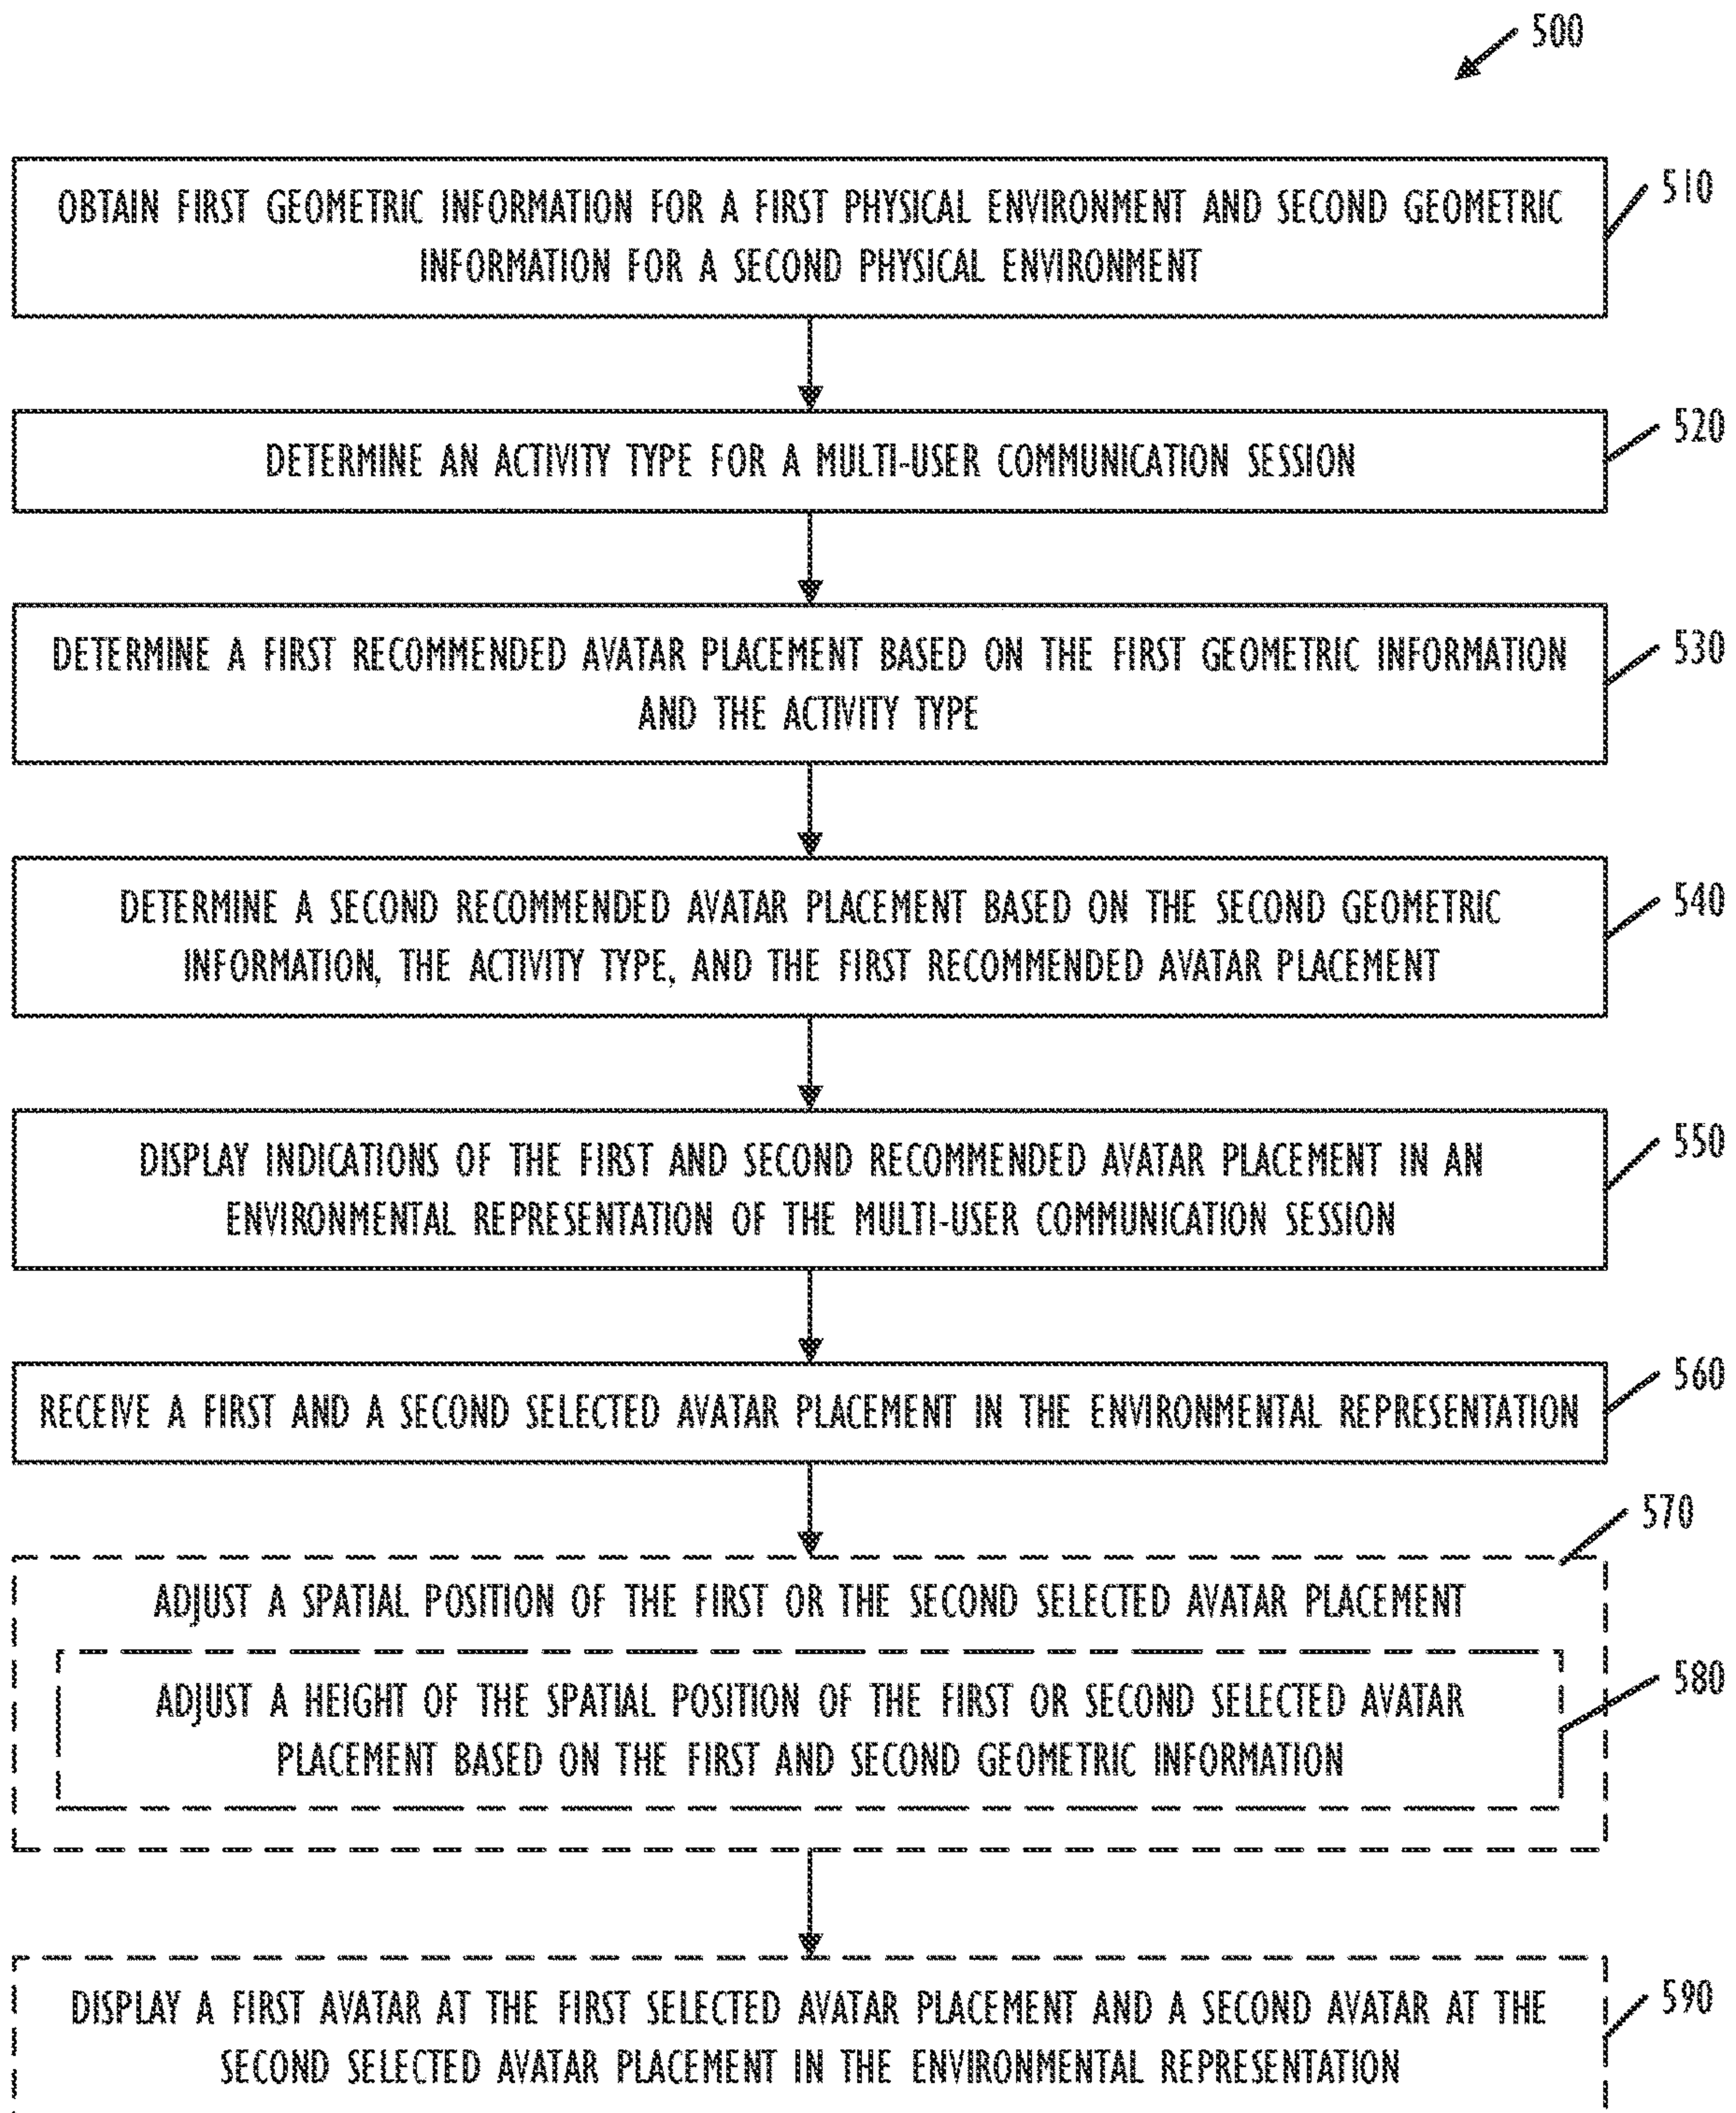 500
OBTAIN FIRST GEOMETRIC INFORMATION FOR A FIRST PHYSICAL ENVIRONMENT AND SECOND GEOMETRIC
INFORMATION FOR A SECOND PHYSICAL ENVIRONMENT
510
DETERMINE AN ACTIVITY TYPE FOR A MULTI-USER COMMUNICATION SESSION
520
DETERMINE A FIRST RECOMMENDED AVATAR PLACEMENT BASED ON THE FIRST GEOMETRIC INFORMATION
AND THE ACTIVITY TYPE
530
DETERMINE A SECOND RECOMMENDED AVATAR PLACEMENT BASED ON THE SECOND GEOMETRIC
INFORMATION, THE ACTIVITY TYPE, AND THE FIRST RECOMMENDED AVATAR PLACEMENT
540
DISPLAY INDICATIONS OF THE FIRST AND SECOND RECOMMENDED AVATAR PLACEMENT IN AN
ENVIRONMENTAL REPRESENTATION OF THE MULTI-USER COMMUNICATION SESSION
550
RECEIVE A FIRST AND A SECOND SELECTED AVATAR PLACEMENT IN THE ENVIRONMENTAL REPRESENTATION
560
570
ADJUST A SPATIAL POSITION OF THE FIRST OR THE SECOND SELECTED AVATAR PLACEMENT
ADJUST A HEIGHT OF THE SPATIAL POSITION OF THE FIRST OR SECOND SELECTED AVATAR
PLACEMENT BASED ON THE FIRST AND SECOND GEOMETRIC INFORMATION
580
DISPLAY A FIRST AVATAR AT THE FIRST SELECTED AVATAR PLACEMENT AND A SECOND AVATAR AT THE
SECOND SELECTED AVATAR PLACEMENT IN THE ENVIRONMENTAL REPRESENTATION
590